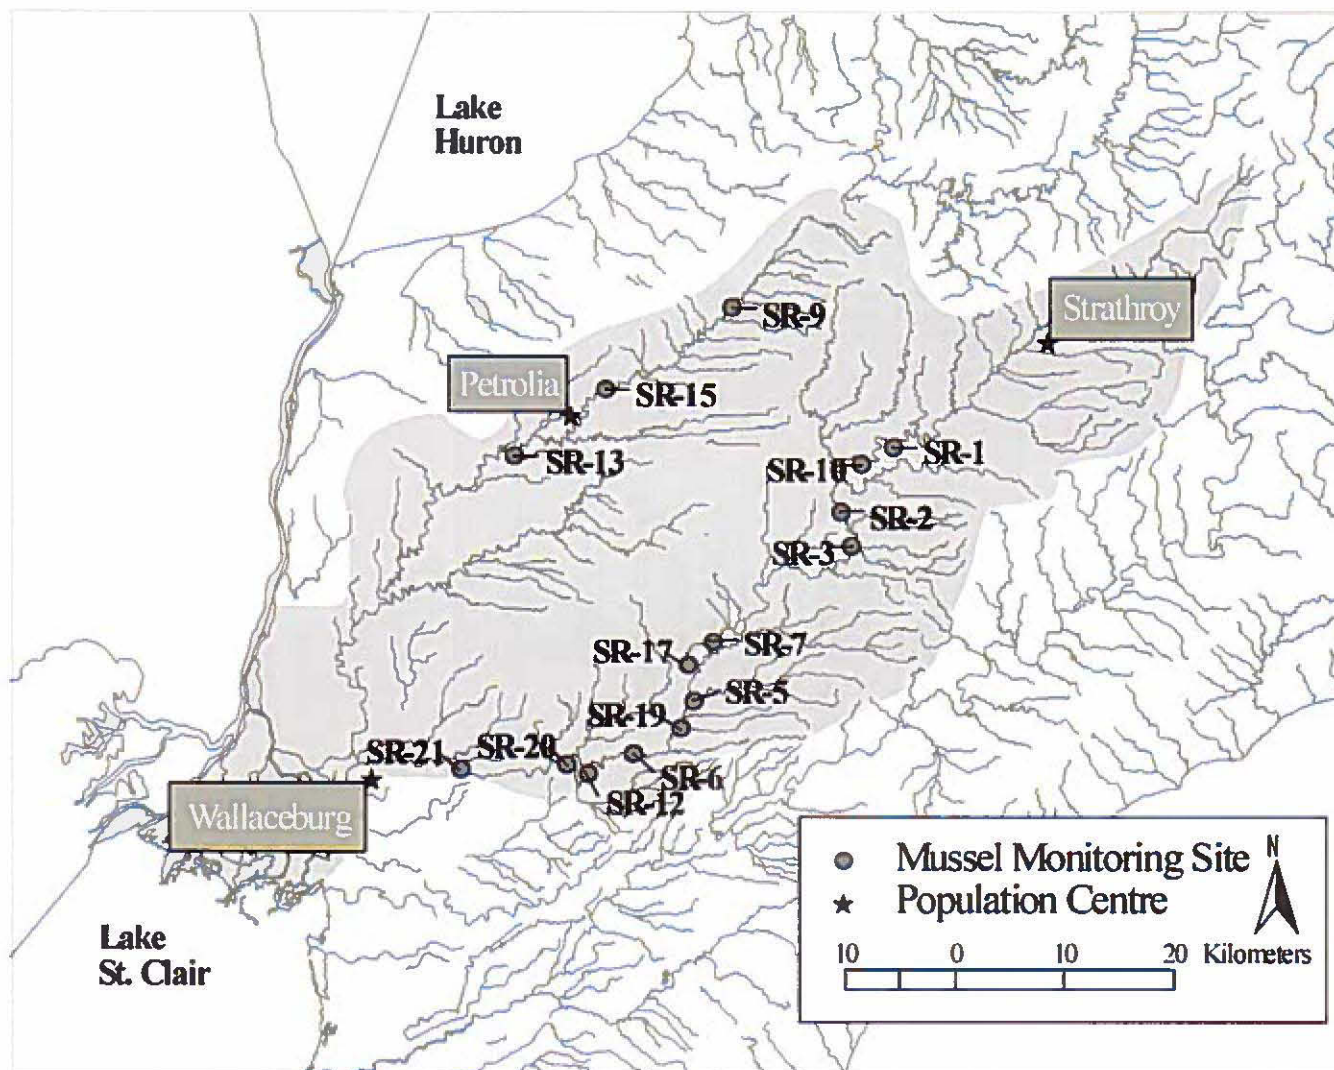 Lake
Huron
Strathroy
SR-9
Petrolia
SR-15
SR-13
SR-1
SR-10
SR-2
SR-3
SR-17
SR-7
SR-5
SR-19
SR-21
SR-20
SR-6
SR-12
Wallaceburg
Lake
St. Clair
Mussel Monitoring Site
Population Centre
N
10 0 10 20 Kilometers